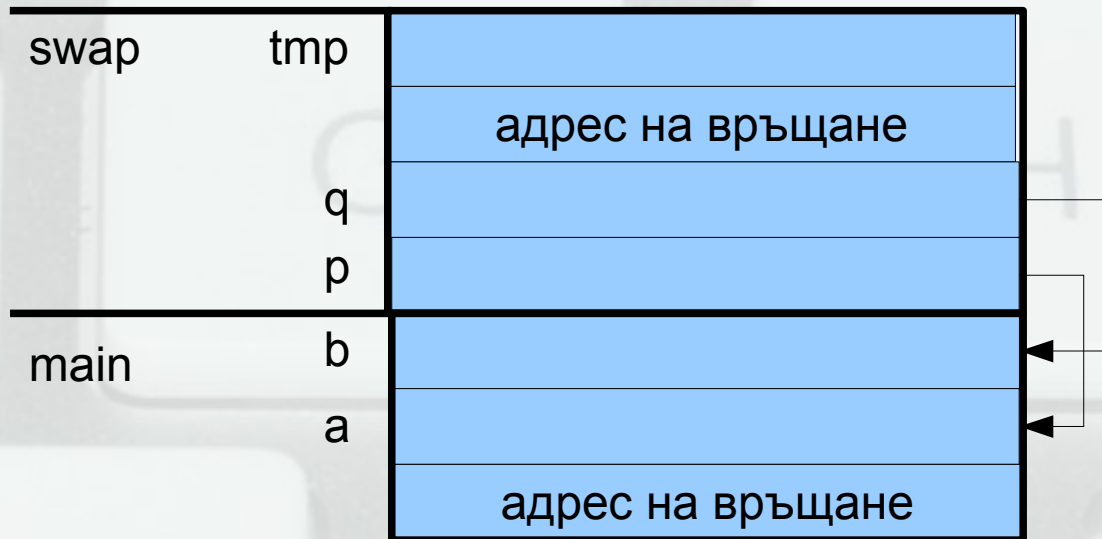 swap tmp
адрес на връщане
q
p
main b
a
адрес на връщане